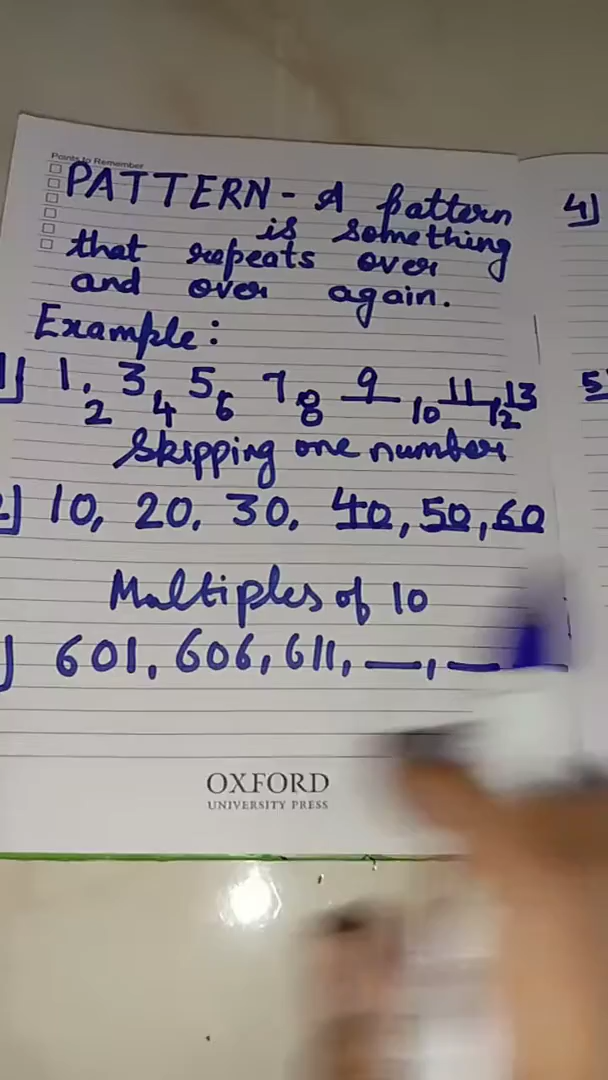 Points to Remember
PATTERN - A pattern
is something
that repeats over
and over again.
Example:
1] 1, 3, 5, 7, 9, 11, 13
2 4 6 8 10 12
Skipping one number
2] 10, 20, 30, 40, 50, 60
Multiples of 10
] 601, 606, 611, __, __
OXFORD
UNIVERSITY PRESS
4]
5